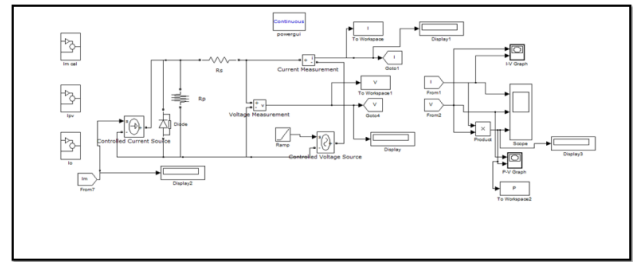 Continuous
powergui
I
To Workspace
Display1
Im cal
Rs
Current Measurement
I
Goto1
I-V Graph
V
To Workspace1
I
From1
Ipv
Rp
Voltage Measurement
V
Goto4
V
From2
Scope
Diode
Controlled Current Source
Ramp
Controlled Voltage Source
Display
Product
Display3
Io
Im
From7
Display2
P-V Graph
P
To Workspace2